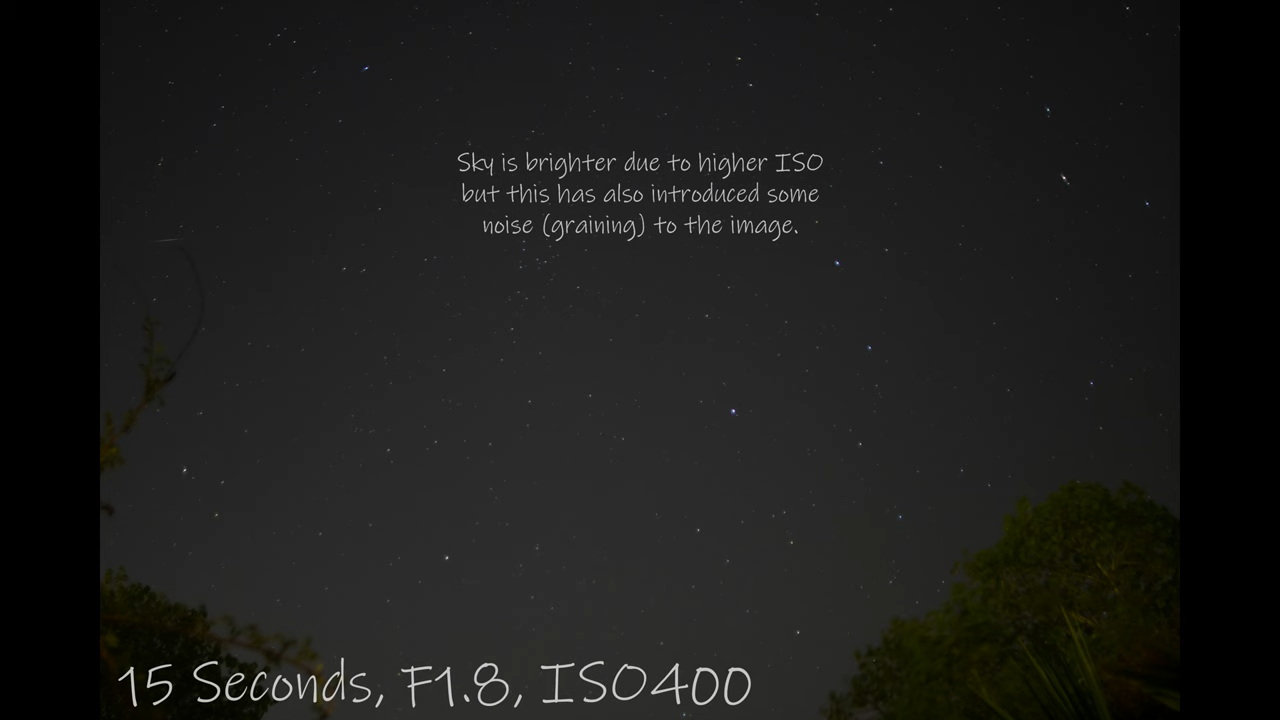 Sky is brighter due to higher ISO
but this has also introduced some
noise (graining) to the image.
15 Seconds, F1.8, ISO400